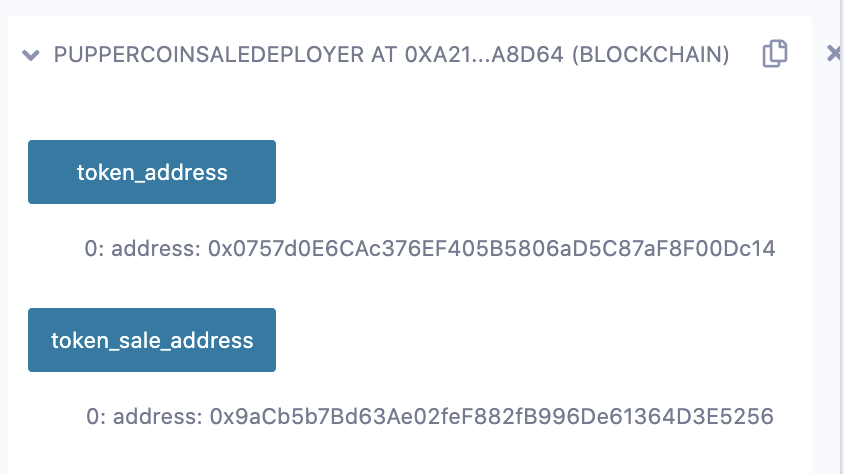 PUPPERCOINSALEDEPLOYER AT 0XA21...A8D64 (BLOCKCHAIN)
token_address
0: address: 0x0757d0E6CAc376EF405B5806aD5C87aF8F00Dc14
token_sale_address
0: address: 0x9aCb5b7Bd63Ae02feF882fB996De61364D3E5256